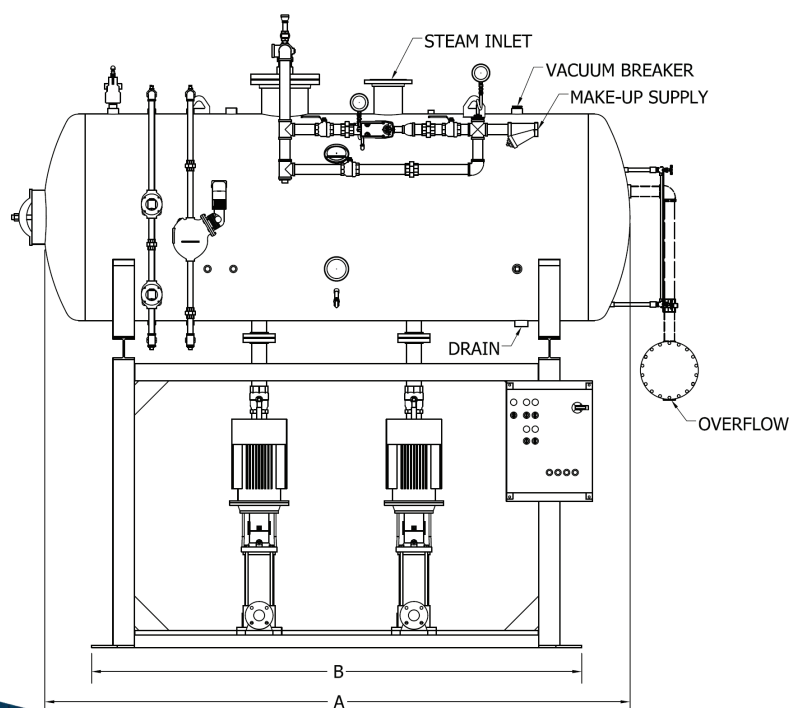 STEAM INLET
VACUUM BREAKER
MAKE-UP SUPPLY
DRAIN
OVERFLOW
B
A